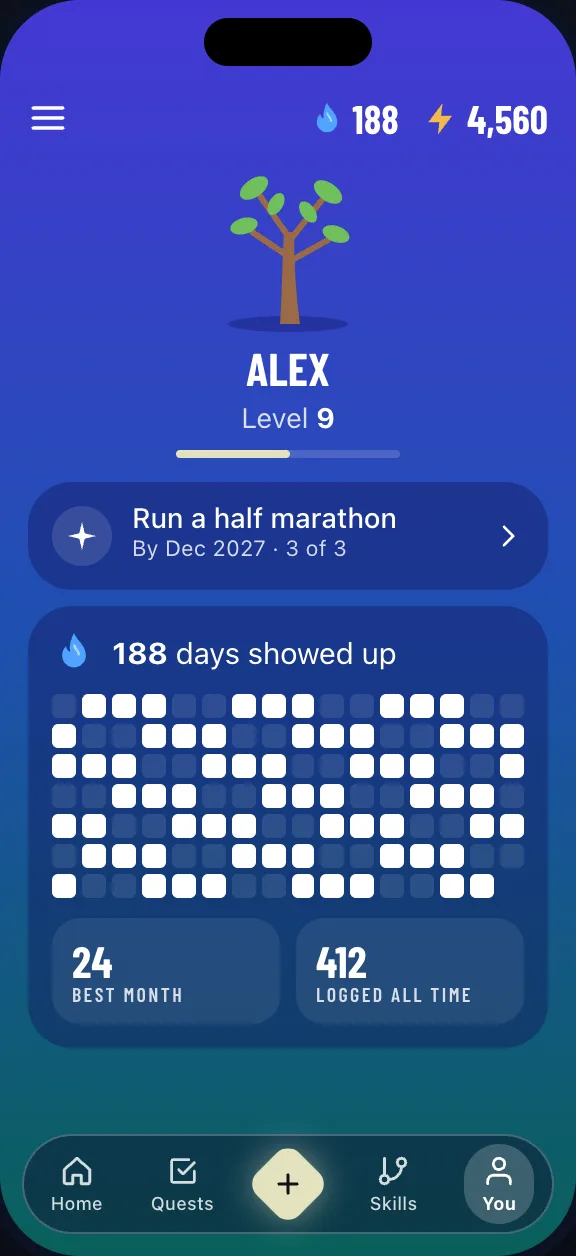 188 4,560
ALEX
Level 9
Run a half marathon
By Dec 2027 · 3 of 3
188 days showed up
24
BEST MONTH
412
LOGGED ALL TIME
Home
Quests
Skills
You